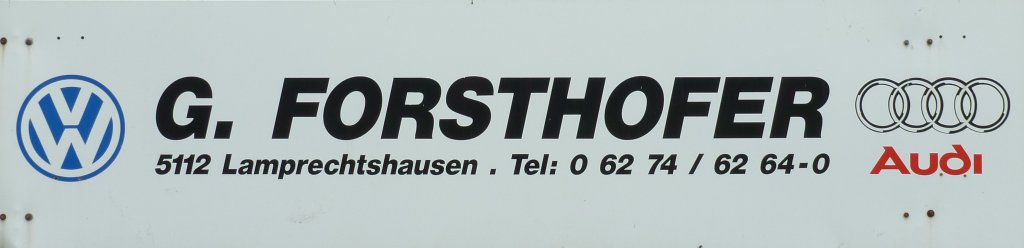 VW
G. FORSTHOFER
5112 Lamprechtshausen . Tel: 0 62 74 / 62 64-0
Audi